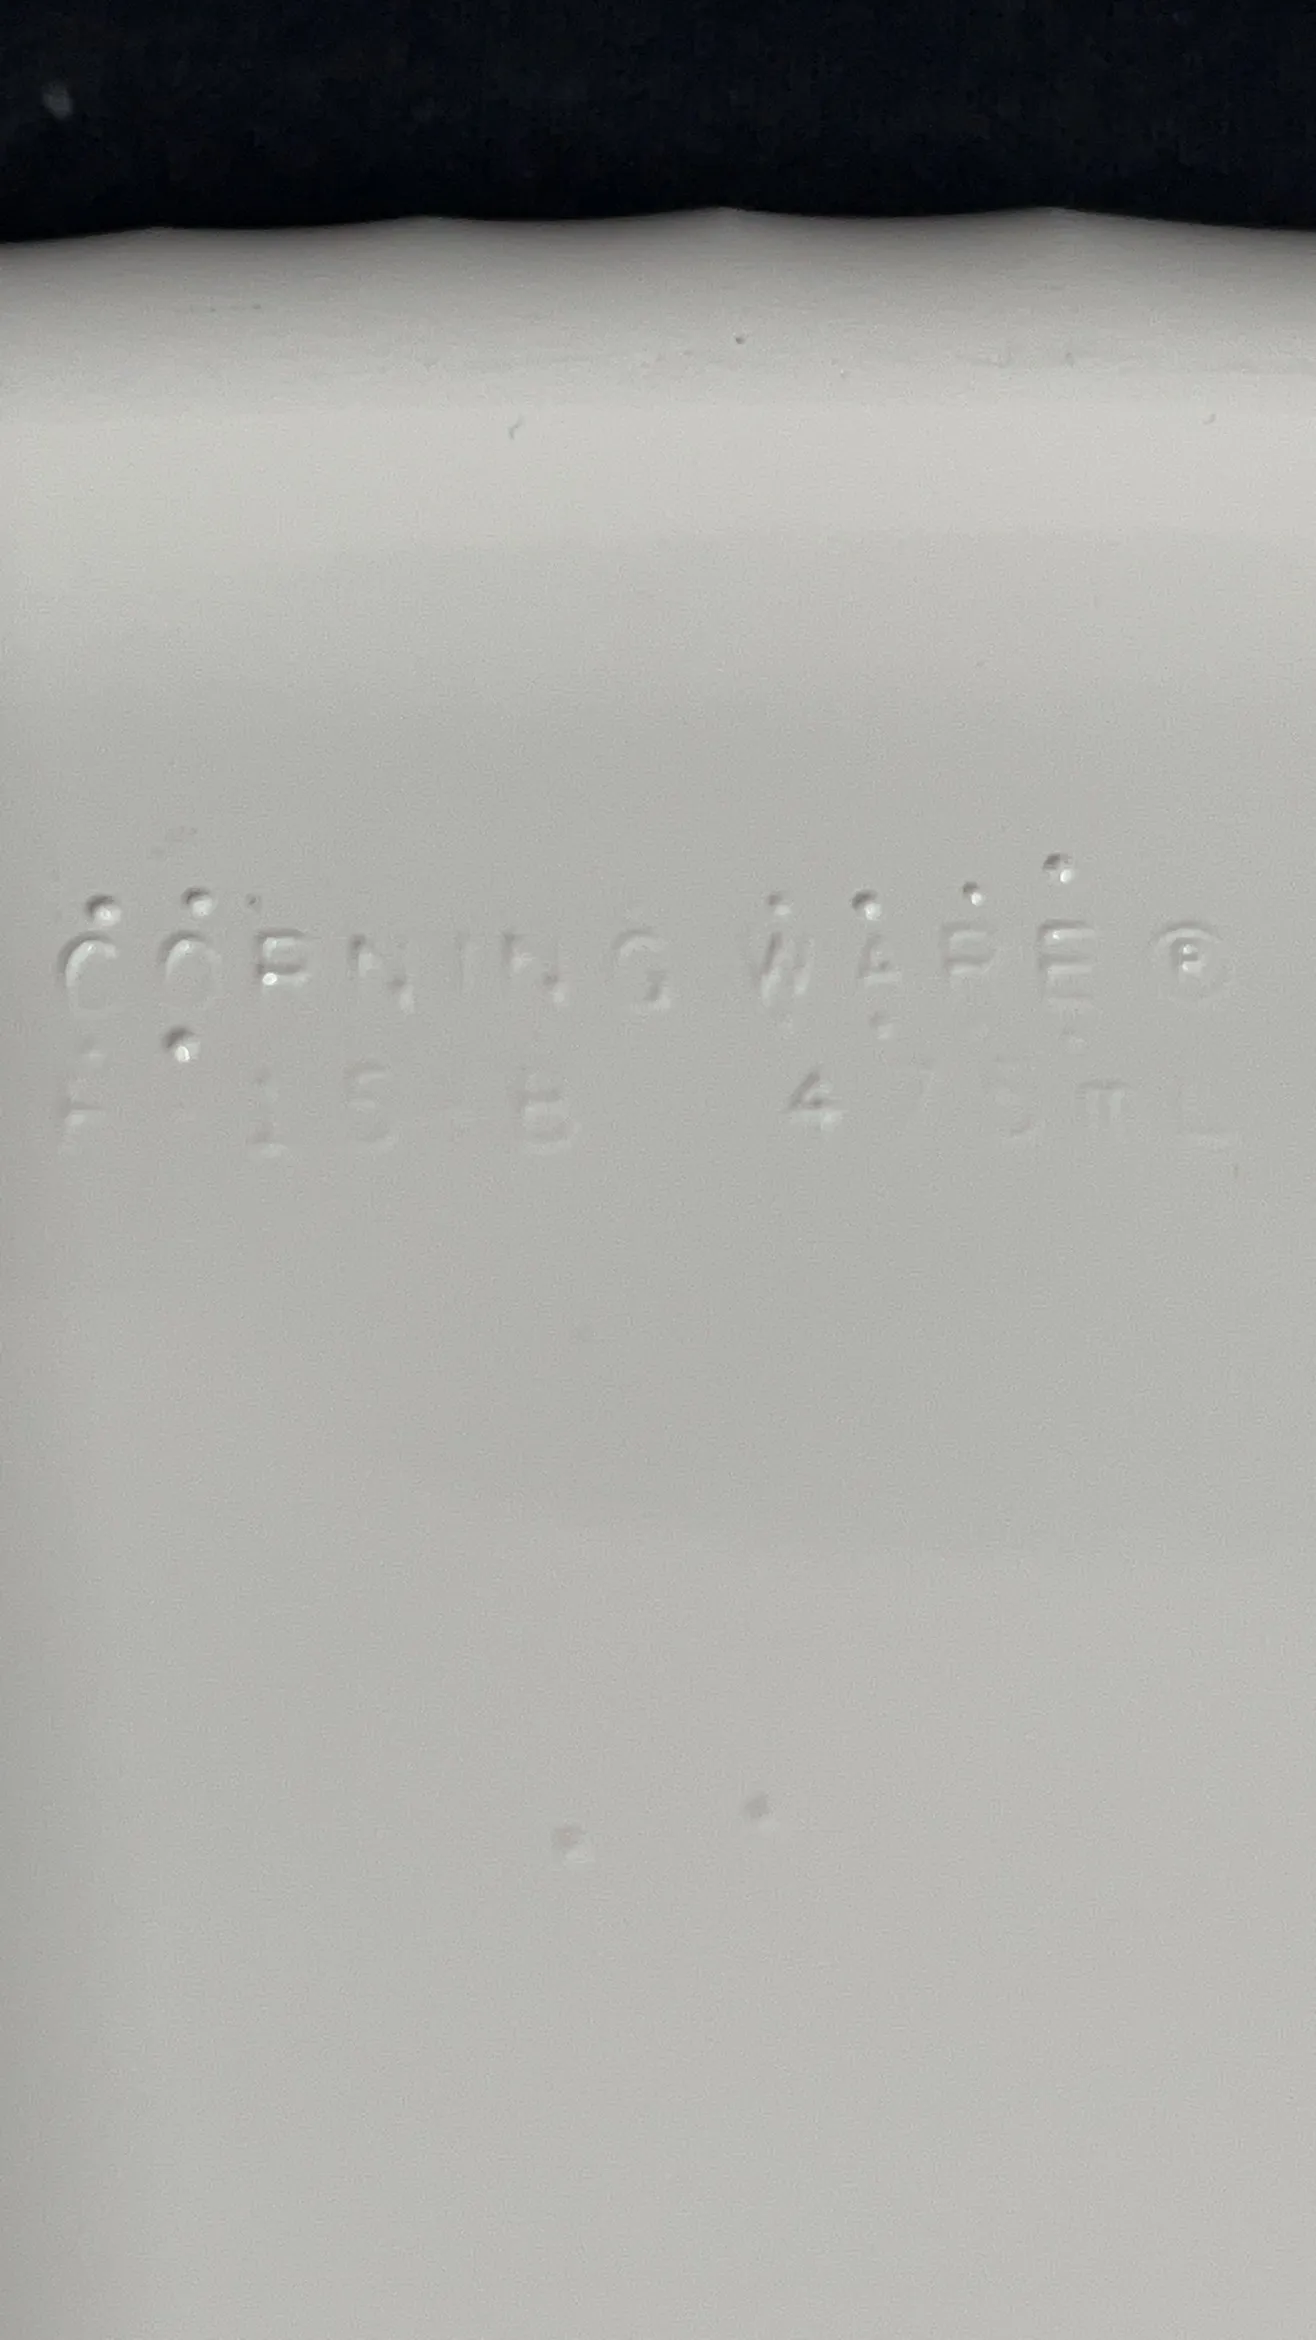 CORNING WARE ®
F-15-B 475mL